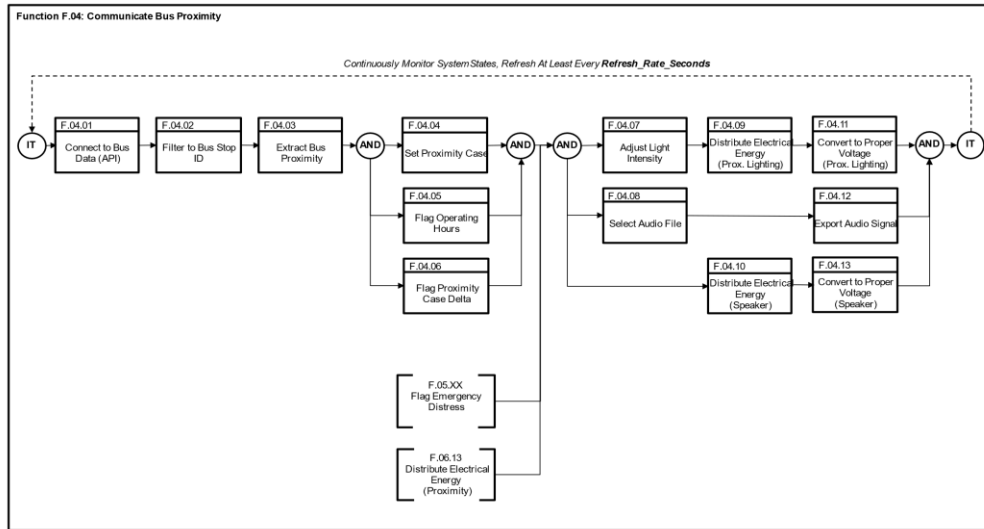 Function F.04: Communicate Bus Proximity
Continuously Monitor SystemStates, Refresh At Least Every Refresh_Rate_Seconds
IT
F.04.01
Connect to Bus
Data (API)
F.04.02
Filter to Bus Stop
ID
F.04.03
Extract Bus
Proximity
AND
F.04.04
Set Proximity Case
F.04.05
Flag Operating
Hours
F.04.06
Flag Proximity
Case Delta
AND
F.05.XX
Flag Emergency
Distress
F.06.13
Distribute Electrical
Energy
(Proximity)
AND
F.04.07
Adjust Light
Intensity
F.04.09
Distribute Electrical
Energy
(Prox. Lighting)
F.04.11
Convert to Proper
Voltage
(Prox. Lighting)
F.04.08
Select Audio File
F.04.12
Export Audio Signal
F.04.10
Distribute Electrical
Energy
(Speaker)
F.04.13
Convert to Proper
Voltage
(Speaker)
AND
IT